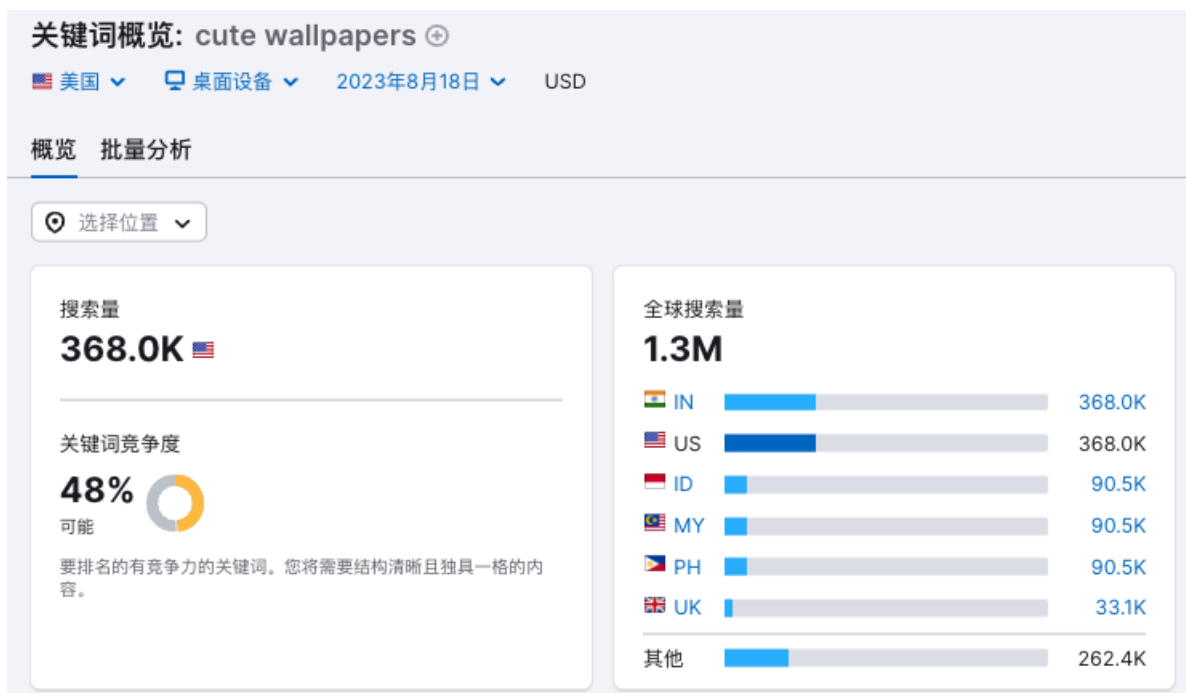 关键词概览: cute wallpapers
美国 桌面设备 2023年8月18日 USD
概览 批量分析
选择位置
搜索量
368.0K
关键词竞争度
48%
可能
要排名的有竞争力的关键词。您将需要结构清晰且独具一格的内
容。
全球搜索量
1.3M
IN 368.0K
US 368.0K
ID 90.5K
MY 90.5K
PH 90.5K
UK 33.1K
其他 262.4K